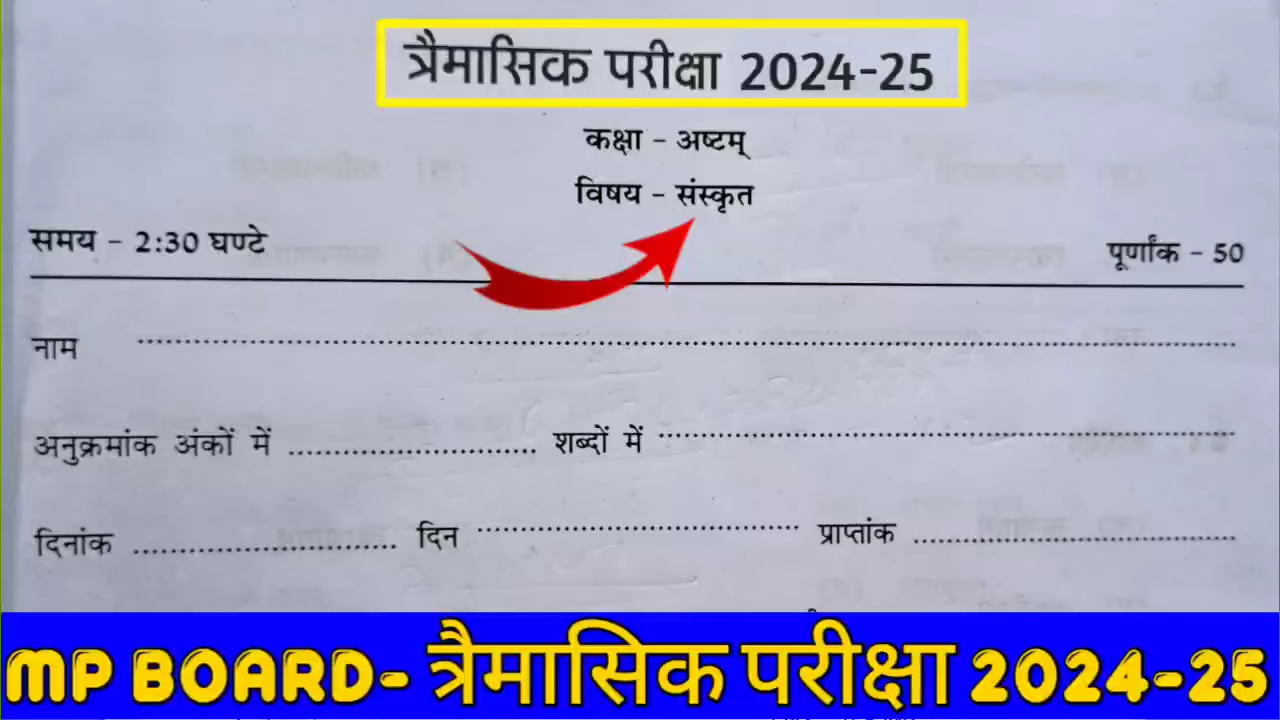 त्रैमासिक परीक्षा 2024-25
कक्षा - अष्टम्
विषय - संस्कृत
समय - 2:30 घण्टे पूर्णांक - 50
नाम ....................
अनुक्रमांक अंकों में .................... शब्दों में ....................
दिनांक .................... दिन .................... प्राप्तांक ....................
MP BOARD- त्रैमासिक परीक्षा 2024-25